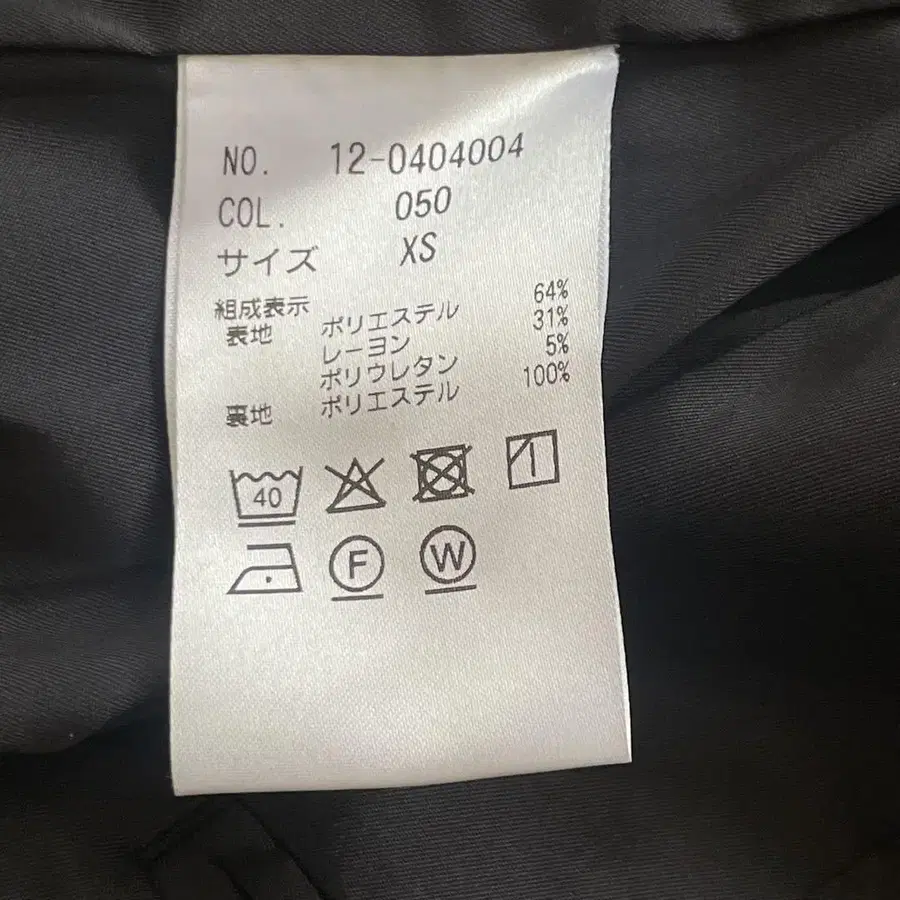 NO. 12-0404004
COL. 050
サイズ XS
組成表示
表地 ポリエステル 64%
レーヨン 31%
ポリウレタン 5%
裏地 ポリエステル 100%
40
F W